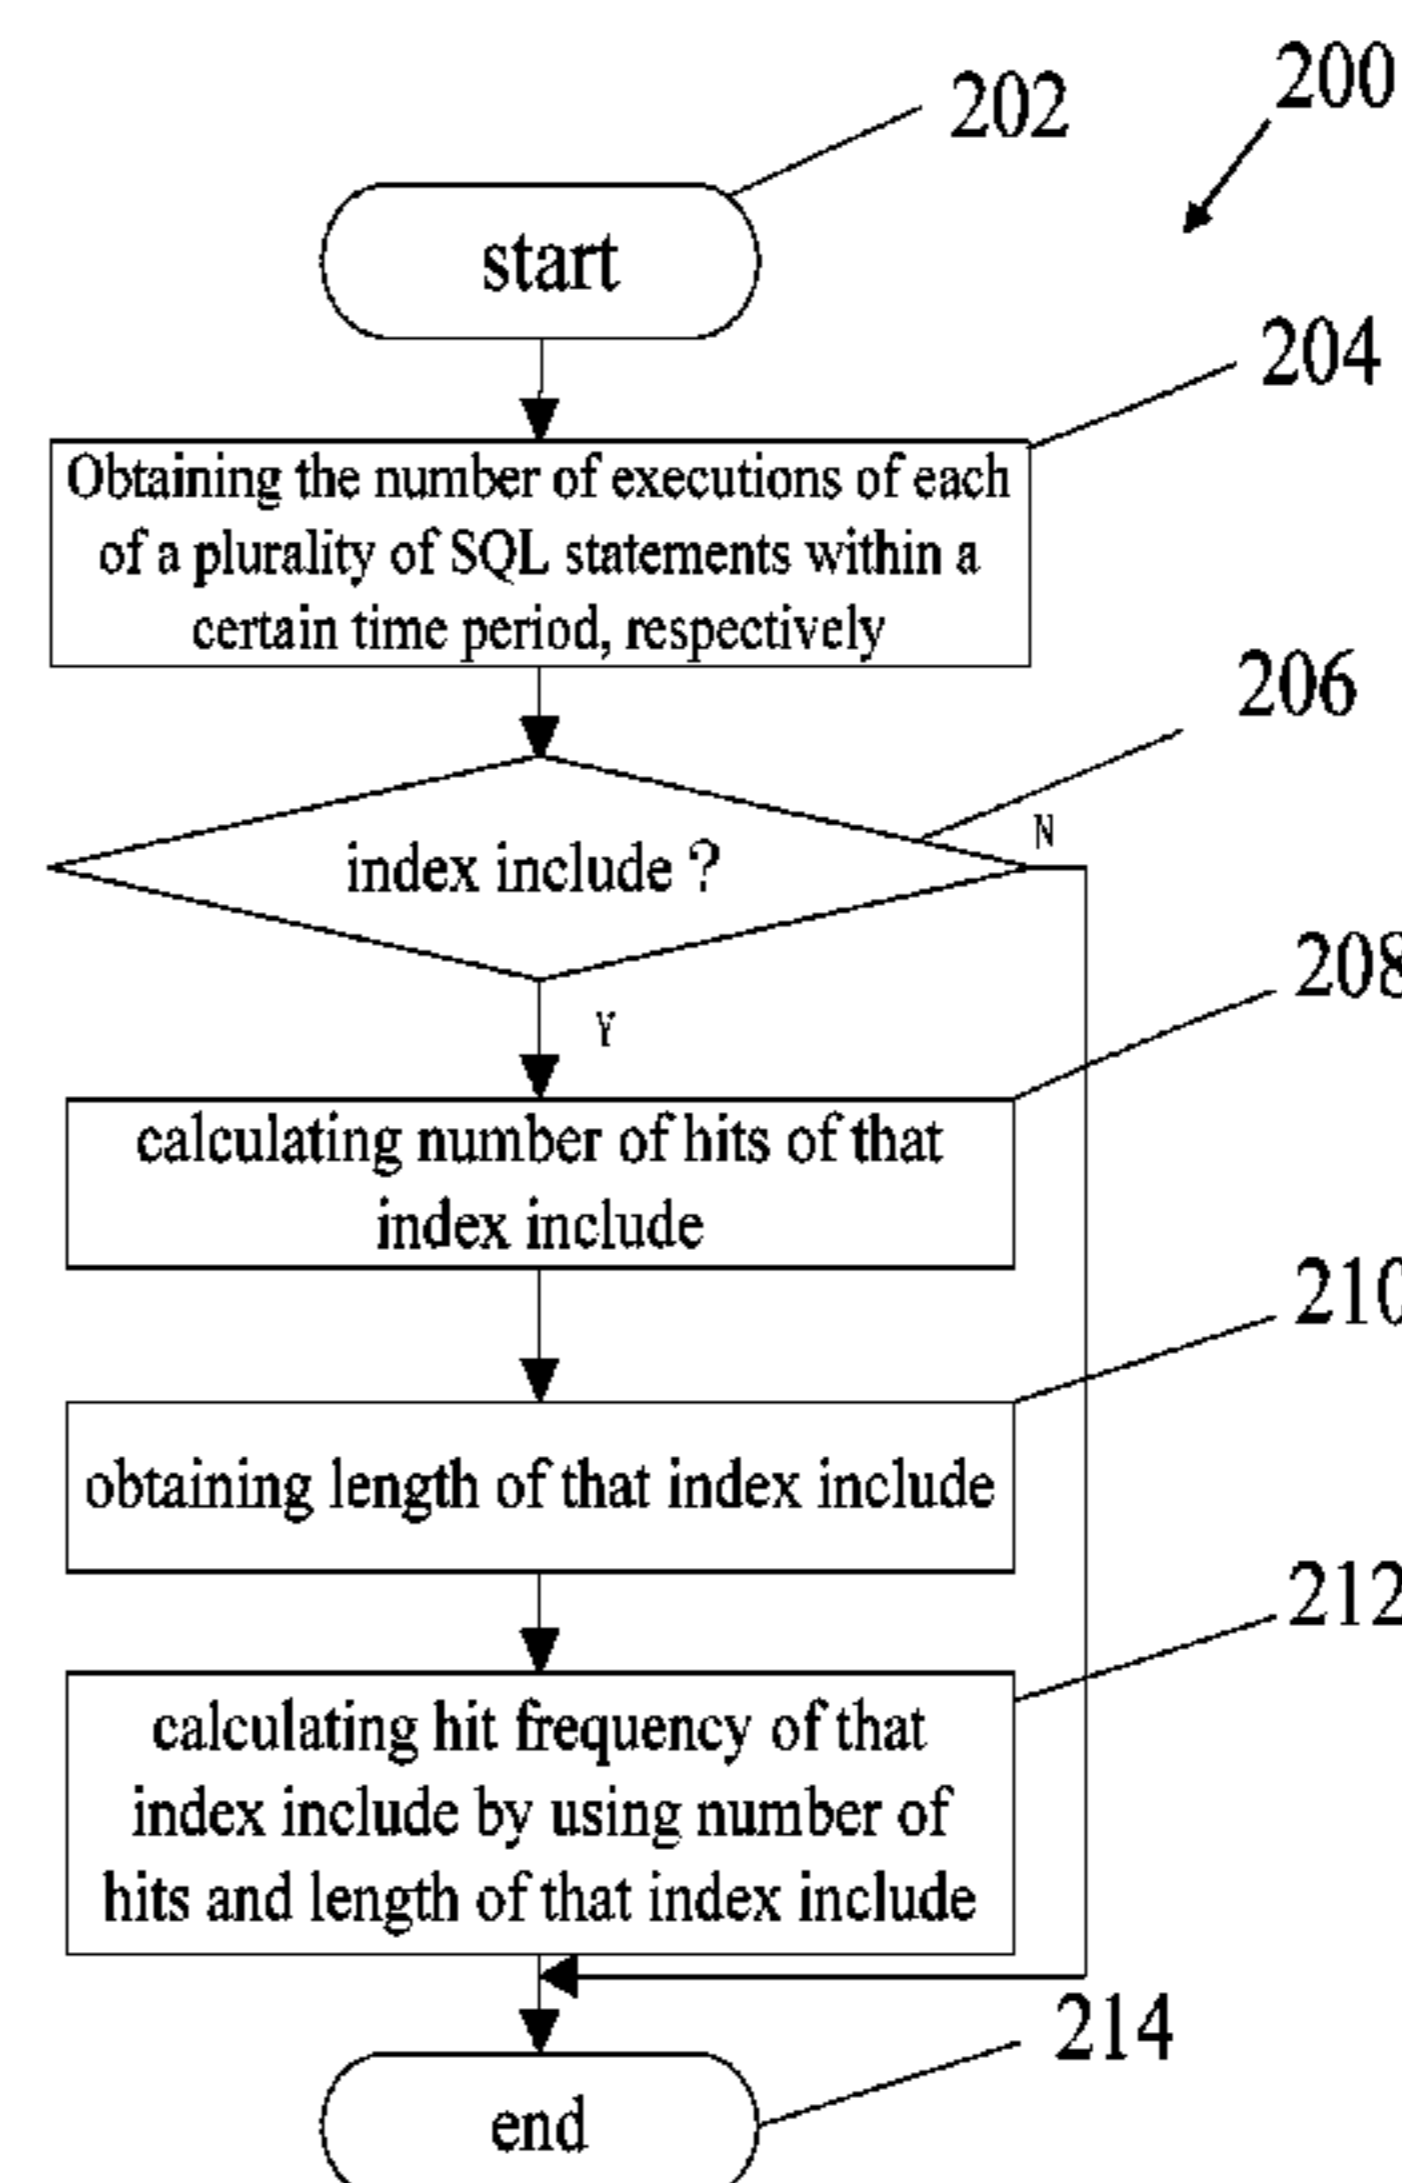 200
202
start
204
Obtaining the number of executions of each
of a plurality of SQL statements within a
certain time period, respectively
206
index include ?
N
Y
208
calculating number of hits of that
index include
210
obtaining length of that index include
212
calculating hit frequency of that
index include by using number of
hits and length of that index include
214
end